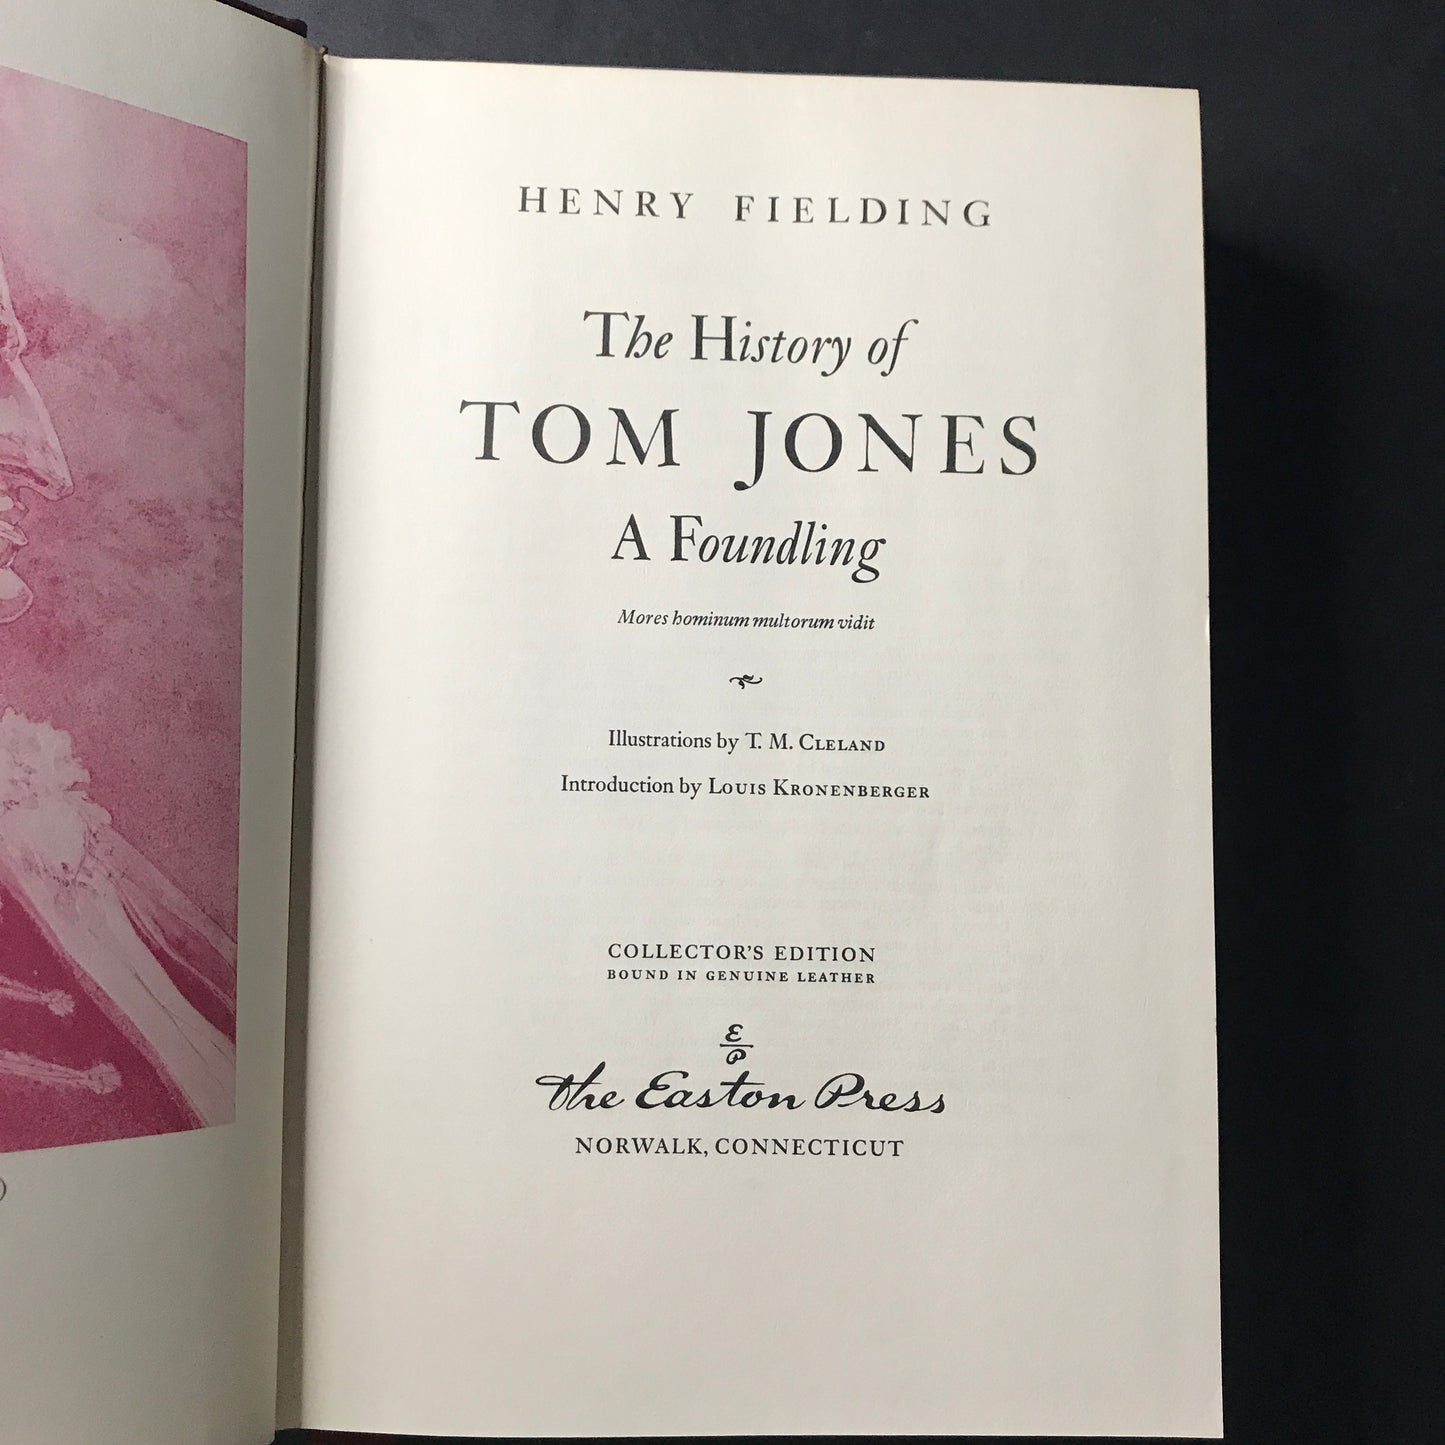 HENRY FIELDING
The History of
TOM JONES
A Foundling
Mores hominum multorum vidit
Illustrations by T. M. CLELAND
Introduction by LOUIS KRONENBERGER
COLLECTOR'S EDITION
BOUND IN GENUINE LEATHER
E
P
The Easton Press
NORWALK, CONNECTICUT
)